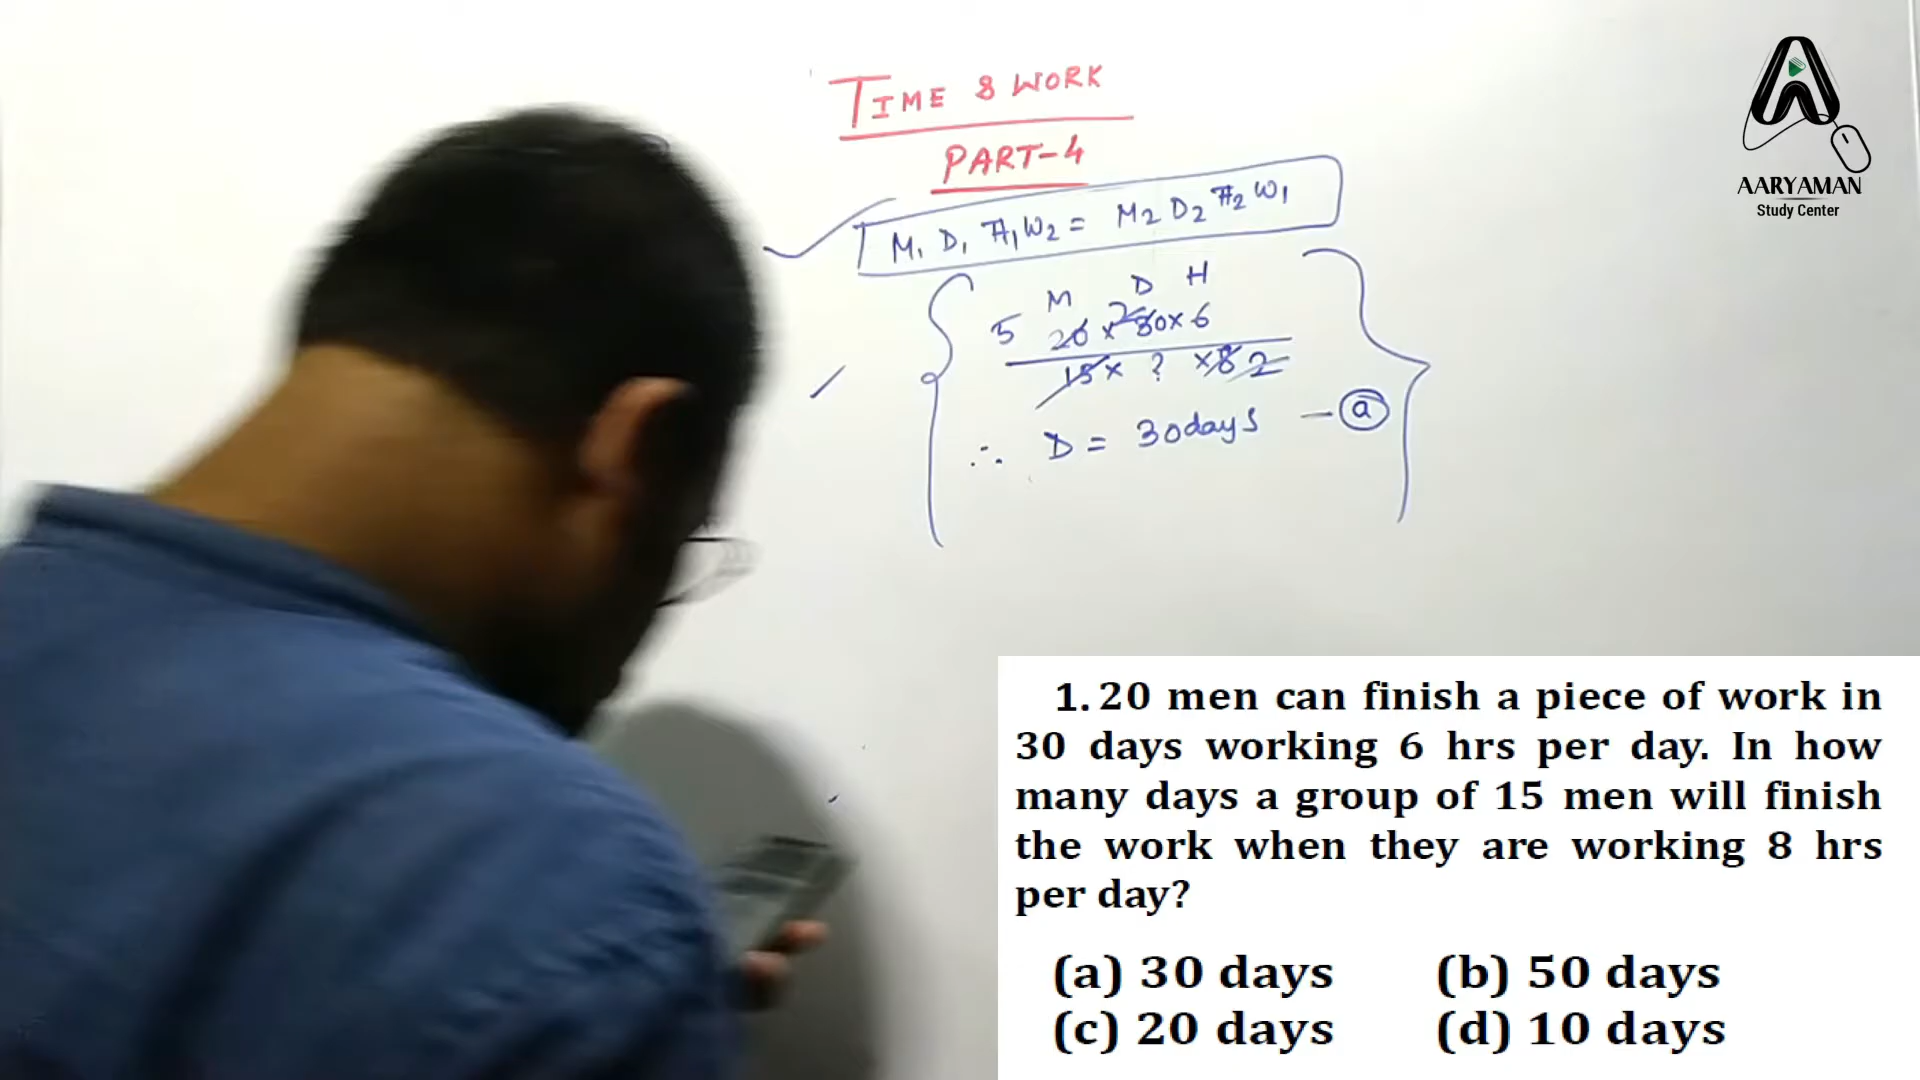 TIME & WORK
PART-4
M1 D1 H1 W2 = M2 D2 H2 W1
M D H
5 20 × 2 30 × 6
15 × ? × 8 2
∴ D = 30days — a
AARYAMAN
Study Center
1. 20 men can finish a piece of work in
30 days working 6 hrs per day. In how
many days a group of 15 men will finish
the work when they are working 8 hrs
per day?
(a) 30 days (b) 50 days
(c) 20 days (d) 10 days